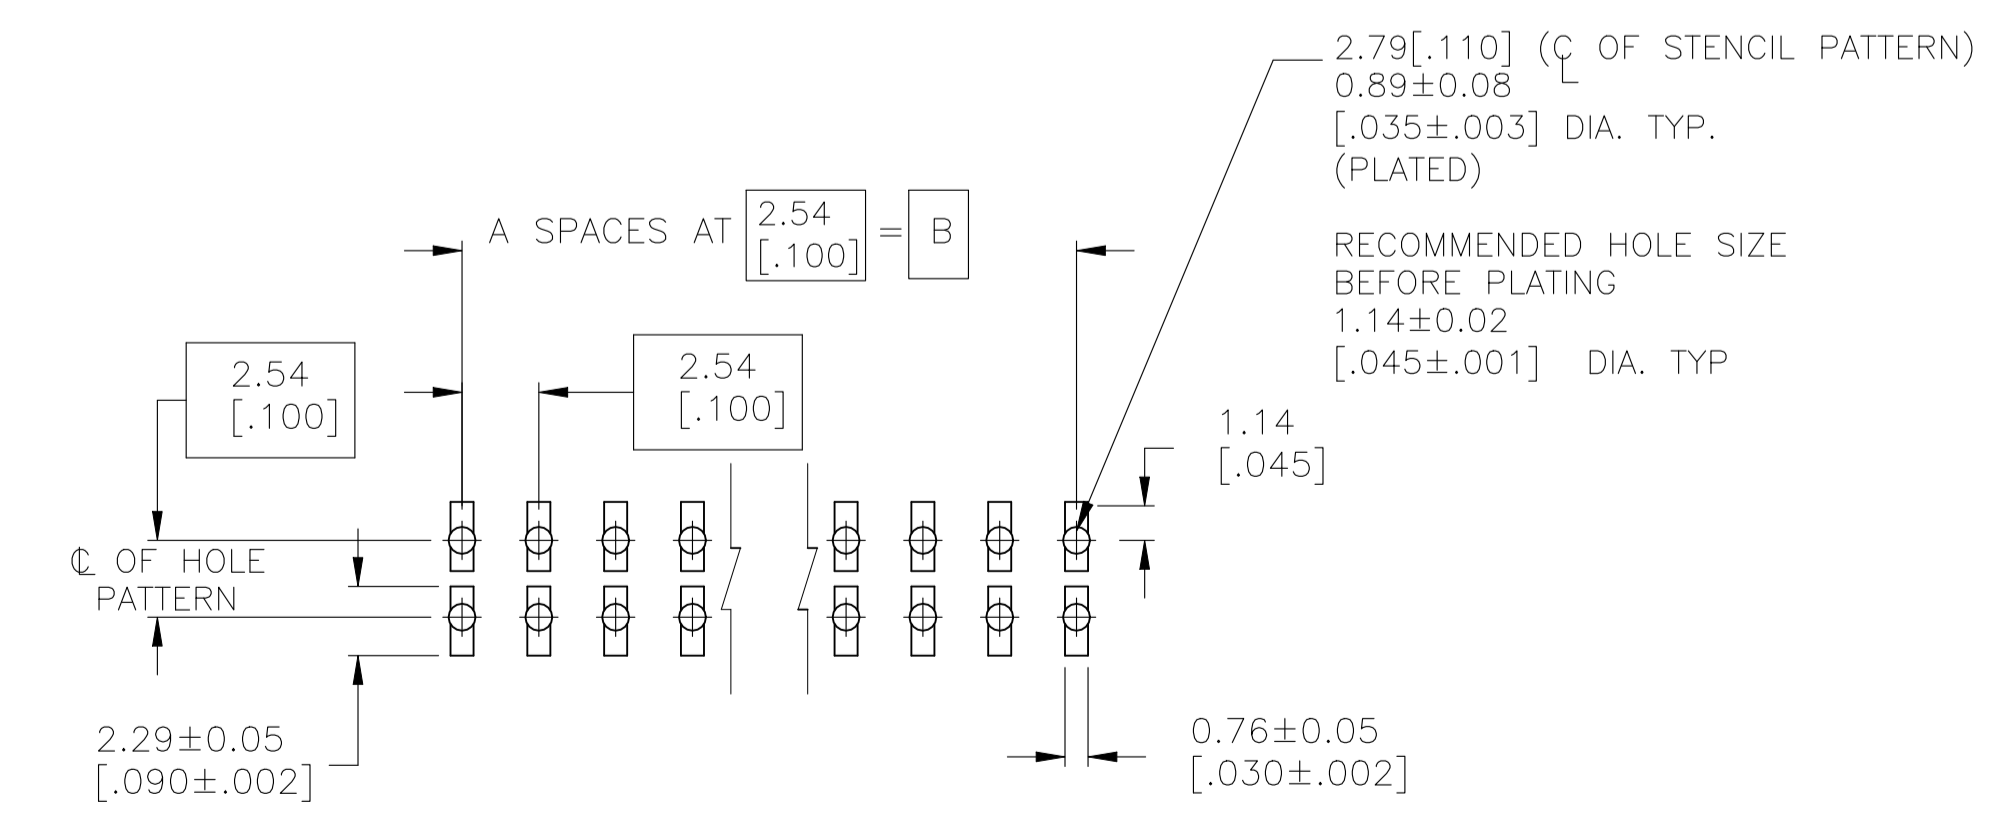 2.79[.110] (℄ OF STENCIL PATTERN)
0.89±0.08
[.035±.003] DIA. TYP.
(PLATED)
A SPACES AT 2.54 [.100] = B
RECOMMENDED HOLE SIZE
BEFORE PLATING
1.14±0.02
[.045±.001] DIA. TYP
2.54
[.100]
2.54
[.100]
1.14
[.045]
℄ OF HOLE
PATTERN
2.29±0.05
[.090±.002]
0.76±0.05
[.030±.002]